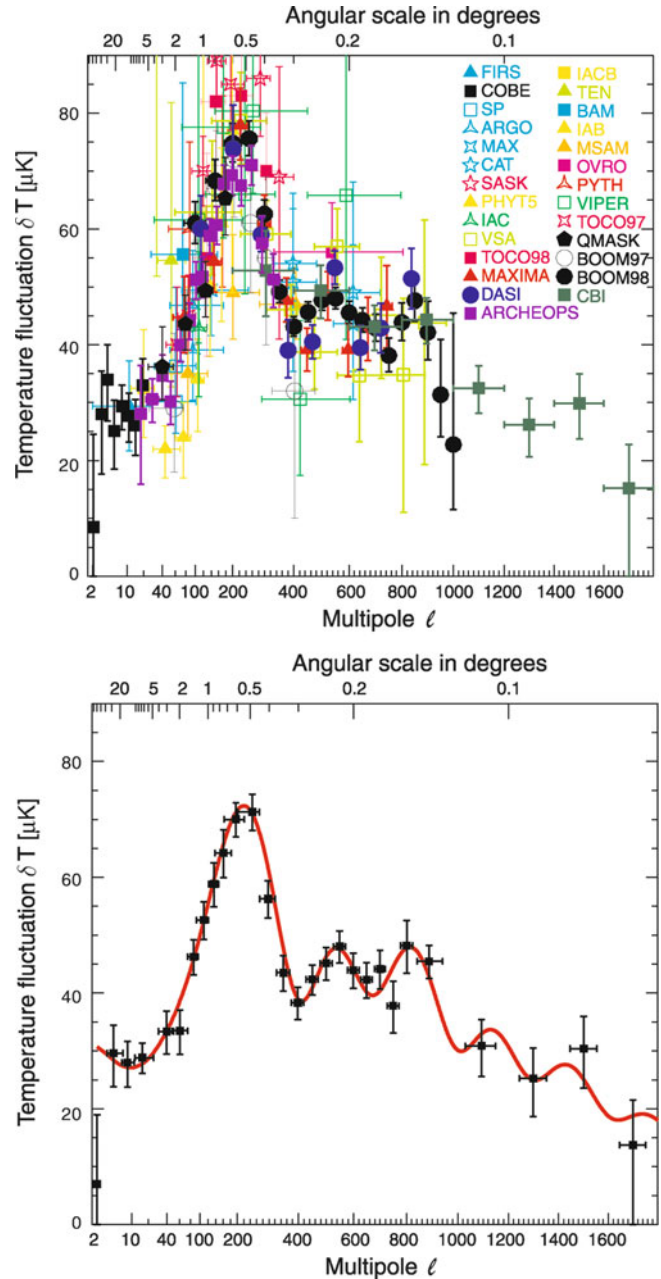 Angular scale in degrees
20 5 2 1 0.5 0.2 0.1
80
60
40
20
0
Temperature fluctuation δ T [μK]
FIRS
COBE
SP
ARGO
MAX
CAT
SASK
PHYT5
IAC
VSA
TOCO98
MAXIMA
DASI
ARCHEOPS
IACB
TEN
BAM
IAB
MSAM
OVRO
PYTH
VIPER
TOCO97
QMASK
BOOM97
BOOM98
CBI
2 10 40 100 200 400 600 800 1000 1200 1400 1600
Multipole ℓ
Angular scale in degrees
20 5 2 1 0.5 0.2 0.1
80
60
40
20
0
Temperature fluctuation δ T [μK]
2 10 40 100 200 400 600 800 1000 1200 1400 1600
Multipole ℓ